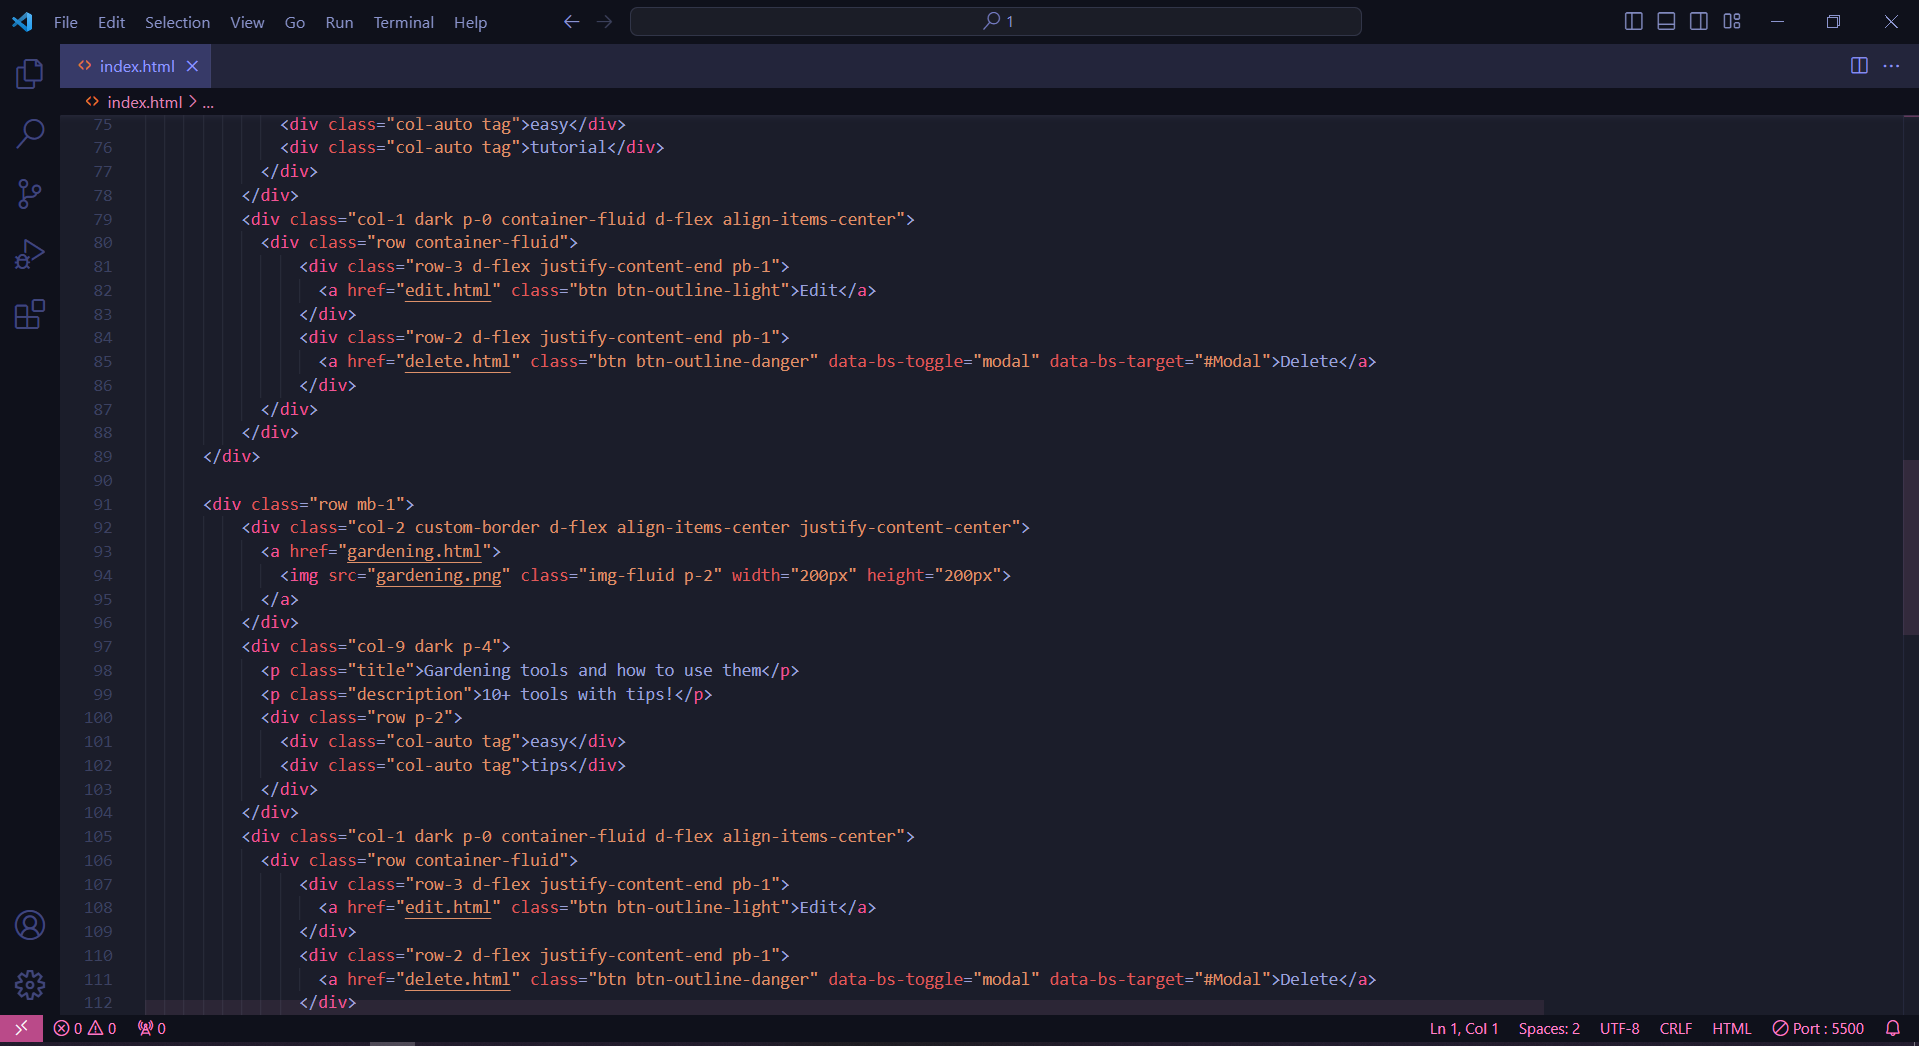 File Edit Selection View Go Run Terminal Help 1
index.html
index.html > ...
75 <div class="col-auto tag">easy</div>
76 <div class="col-auto tag">tutorial</div>
77 </div>
78 </div>
79 <div class="col-1 dark p-0 container-fluid d-flex align-items-center">
80 <div class="row container-fluid">
81 <div class="row-3 d-flex justify-content-end pb-1">
82 <a href="edit.html" class="btn btn-outline-light">Edit</a>
83 </div>
84 <div class="row-2 d-flex justify-content-end pb-1">
85 <a href="delete.html" class="btn btn-outline-danger" data-bs-toggle="modal" data-bs-target="#Modal">Delete</a>
86 </div>
87 </div>
88 </div>
89 </div>
90
91 <div class="row mb-1">
92 <div class="col-2 custom-border d-flex align-items-center justify-content-center">
93 <a href="gardening.html">
94 <img src="gardening.png" class="img-fluid p-2" width="200px" height="200px">
95 </a>
96 </div>
97 <div class="col-9 dark p-4">
98 <p class="title">Gardening tools and how to use them</p>
99 <p class="description">10+ tools with tips!</p>
100 <div class="row p-2">
101 <div class="col-auto tag">easy</div>
102 <div class="col-auto tag">tips</div>
103 </div>
104 </div>
105 <div class="col-1 dark p-0 container-fluid d-flex align-items-center">
106 <div class="row container-fluid">
107 <div class="row-3 d-flex justify-content-end pb-1">
108 <a href="edit.html" class="btn btn-outline-light">Edit</a>
109 </div>
110 <div class="row-2 d-flex justify-content-end pb-1">
111 <a href="delete.html" class="btn btn-outline-danger" data-bs-toggle="modal" data-bs-target="#Modal">Delete</a>
112 </div>
0 0 0 Ln 1, Col 1 Spaces: 2 UTF-8 CRLF HTML Port : 5500